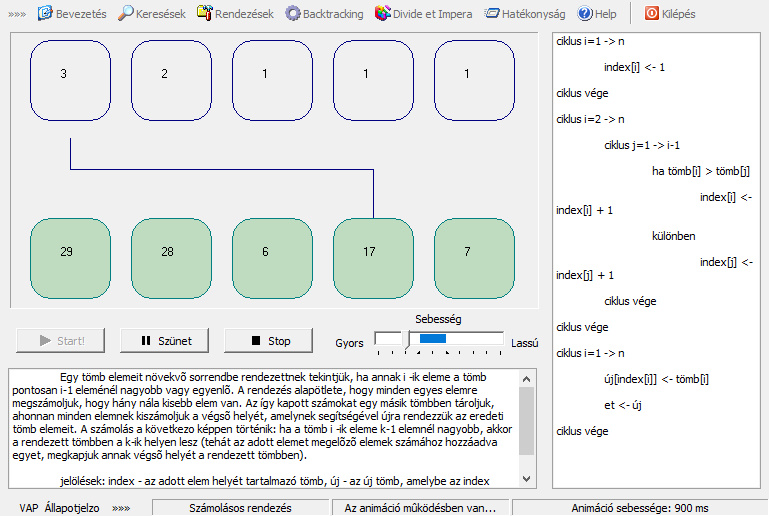 »»» Bevezetés Keresések Rendezések Backtracking Divide et Impera Hatékonyság Help Kilépés
3 2 1 1 1
29 28 6 17 7
Sebesség
Start! Szünet Stop Gyors Lassú
Egy tömb elemeit növekvő sorrendbe rendezettnek tekintjük, ha annak i -ik eleme a tömb
pontosan i-1 eleménél nagyobb vagy egyenlő. A rendezés alapötlete, hogy minden egyes elemre
megszámoljuk, hogy hány nála kisebb elem van. Az így kapott számokat egy másik tömbben tároljuk,
ahonnan minden elemnek kiszámoljuk a végső helyét, amelynek segítségével újra rendezzük az eredeti
tömb elemeit. A számolás a következo képpen történik: ha a tömb i -ik eleme k-1 elemnél nagyobb, akkor
a rendezett tömbben a k-ik helyen lesz (tehát az adott elemet megelőző elemek számához hozzáadva
egyet, megkapjuk annak végső helyét a rendezett tömbben).
jelölések: index - az adott elem helyét tartalmazó tömb, új - az új tömb, amelybe az index
ciklus i=1 -> n
index[i] <- 1
ciklus vége
ciklus i=2 -> n
ciklus j=1 -> i-1
ha tömb[i] > tömb[j]
index[i] <-
index[i] + 1
különben
index[j] <-
index[j] + 1
ciklus vége
ciklus vége
ciklus i=1 -> n
új[index[i]] <- tömb[i]
et <- új
ciklus vége
VAP Állapotjelzo »»» Számolásos rendezés Az animáció működésben van... Animáció sebessége: 900 ms